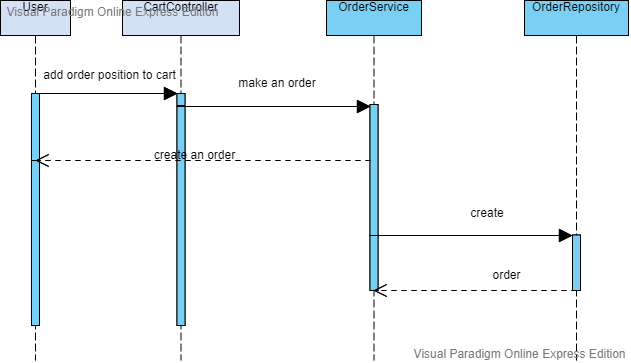 User
CartController
OrderService
OrderRepository
Visual Paradigm Online Express Edition
add order position to cart
make an order
create an order
create
order
Visual Paradigm Online Express Edition